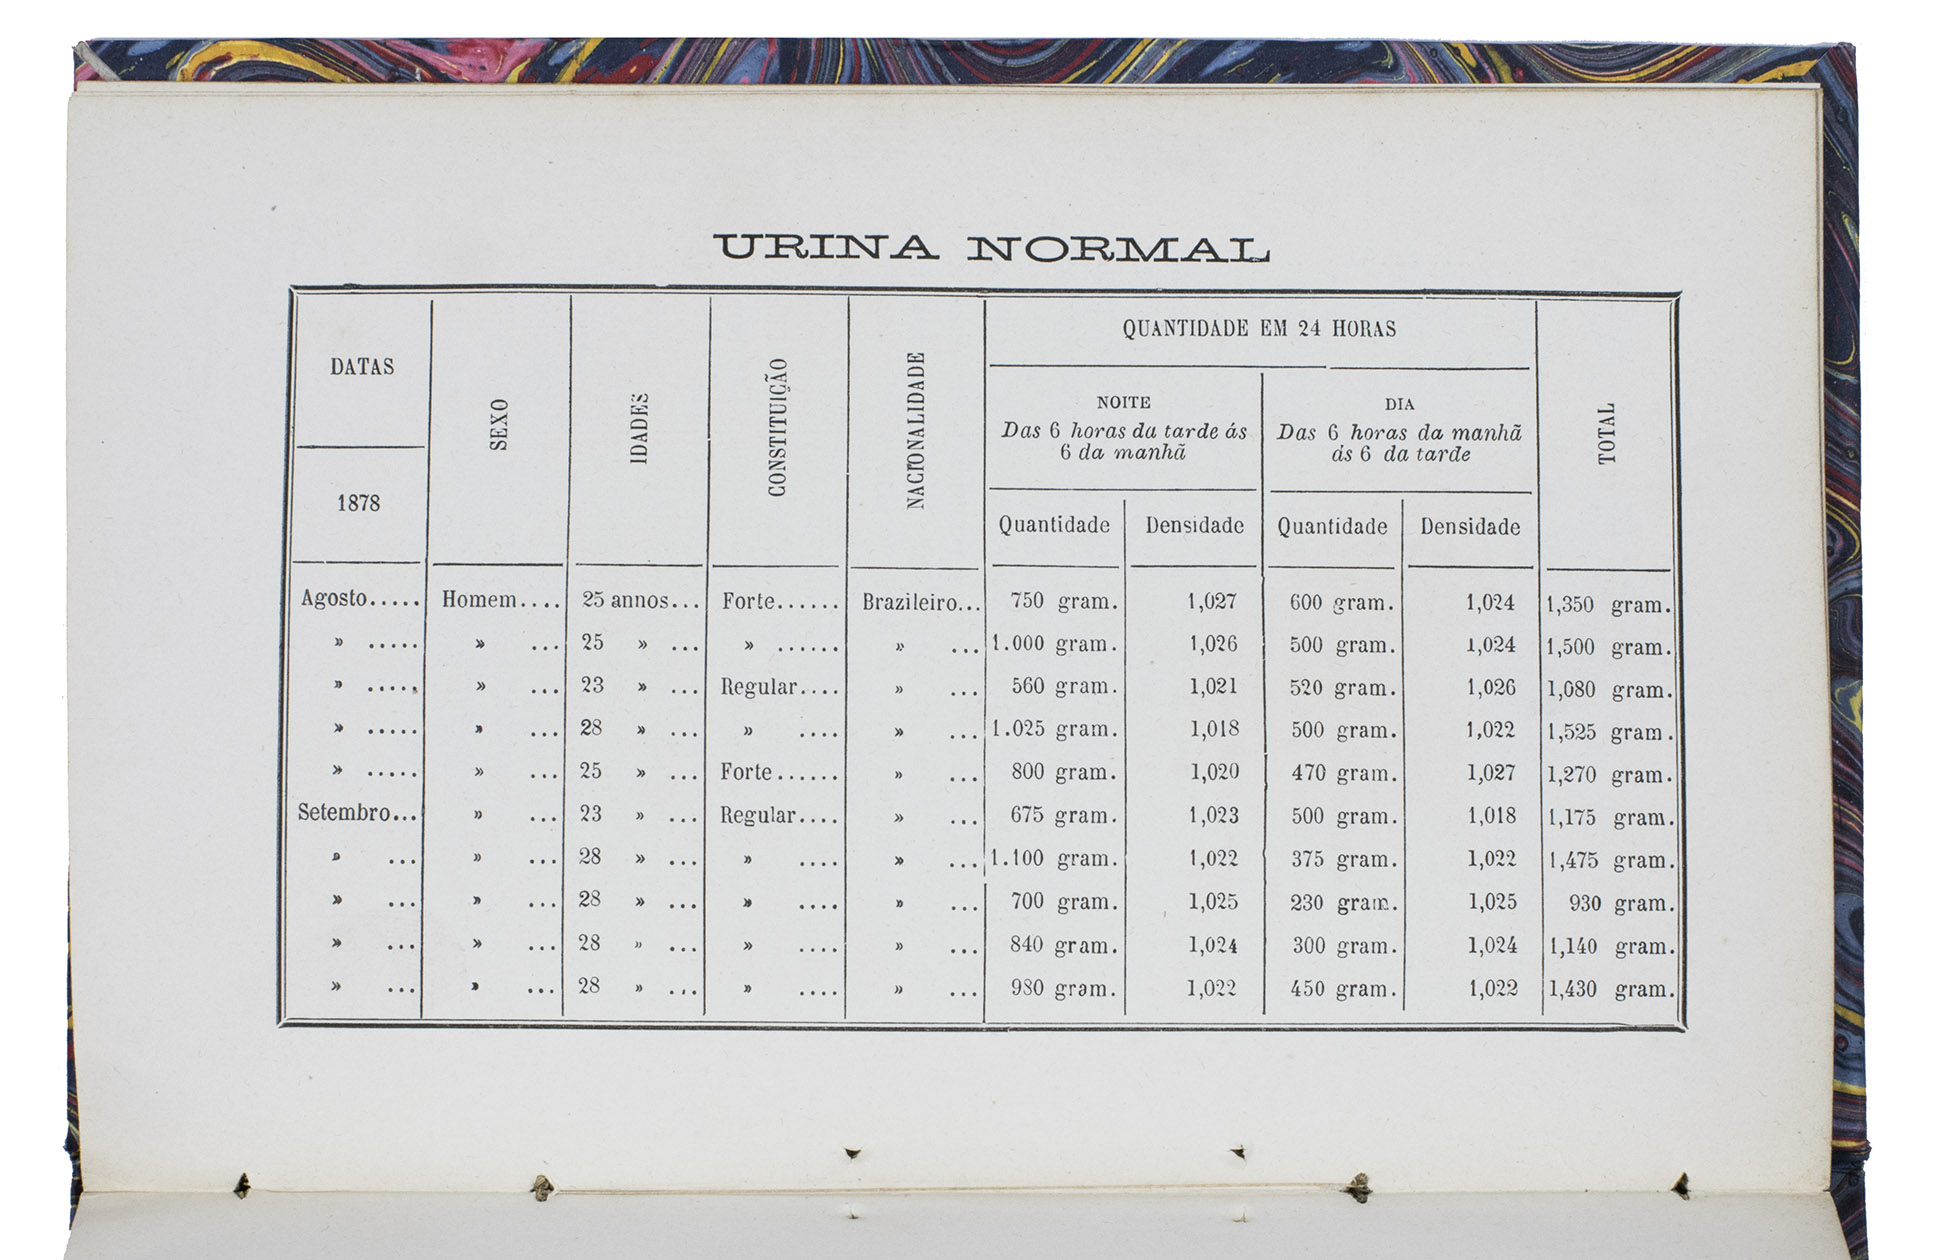 URINA NORMAL
DATAS
1878
SEXO
IDADES
CONSTITUIÇÃO
NACIONALIDADE
QUANTIDADE EM 24 HORAS
NOITE
Das 6 horas da tarde ás
6 da manhã
DIA
Das 6 horas da manhã
ás 6 da tarde
Quantidade Densidade Quantidade Densidade
TOTAL
Agosto..... Homem.... 25 annos... Forte...... Brazileiro... 750 gram. 1,027 600 gram. 1,024 1,350 gram.
» ..... » ... 25 » ... » ...... » ... 1.000 gram. 1,026 500 gram. 1,024 1,500 gram.
» ..... » ... 23 » ... Regular.... » ... 560 gram. 1,021 520 gram. 1,026 1,080 gram.
» ..... » ... 28 » ... » .... » ... 1.025 gram. 1,018 500 gram. 1,022 1,525 gram.
» ..... » ... 25 » ... Forte...... » ... 800 gram. 1,020 470 gram. 1,027 1,270 gram.
Setembro... » ... 23 » ... Regular.... » ... 675 gram. 1,023 500 gram. 1,018 1,175 gram.
» ... » ... 28 » ... » .... » ... 1.100 gram. 1,022 375 gram. 1,022 1,475 gram.
» ... » ... 28 » ... » .... » ... 700 gram. 1,025 230 gram. 1,025 930 gram.
» ... » ... 28 » ... » .... » ... 840 gram. 1,024 300 gram. 1,024 1,140 gram.
» ... » ... 28 » ... » .... » ... 980 gram. 1,022 450 gram. 1,022 1,430 gram.